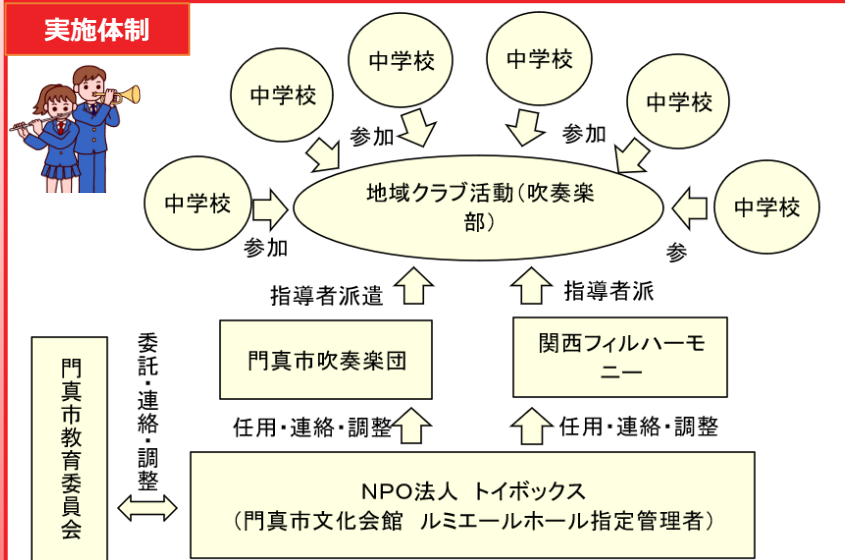 実施体制
中学校
中学校
中学校
中学校
参加
参加
中学校
地域クラブ活動（吹奏楽
部）
中学校
参加
参
指導者派遣
指導者派
門真市吹奏楽団
関西フィルハーモ
ニー
門真市教育委員会
委託・連絡・調整
任用・連絡・調整
任用・連絡・調整
NPO法人　トイボックス
（門真市文化会館　ルミエールホール指定管理者）